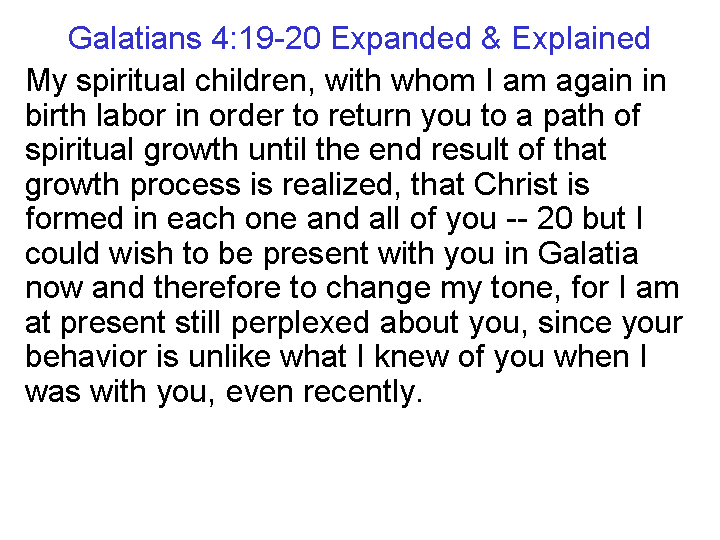 Galatians 4:19-20 Expanded & Explained
My spiritual children, with whom I am again in
birth labor in order to return you to a path of
spiritual growth until the end result of that
growth process is realized, that Christ is
formed in each one and all of you -- 20 but I
could wish to be present with you in Galatia
now and therefore to change my tone, for I am
at present still perplexed about you, since your
behavior is unlike what I knew of you when I
was with you, even recently.